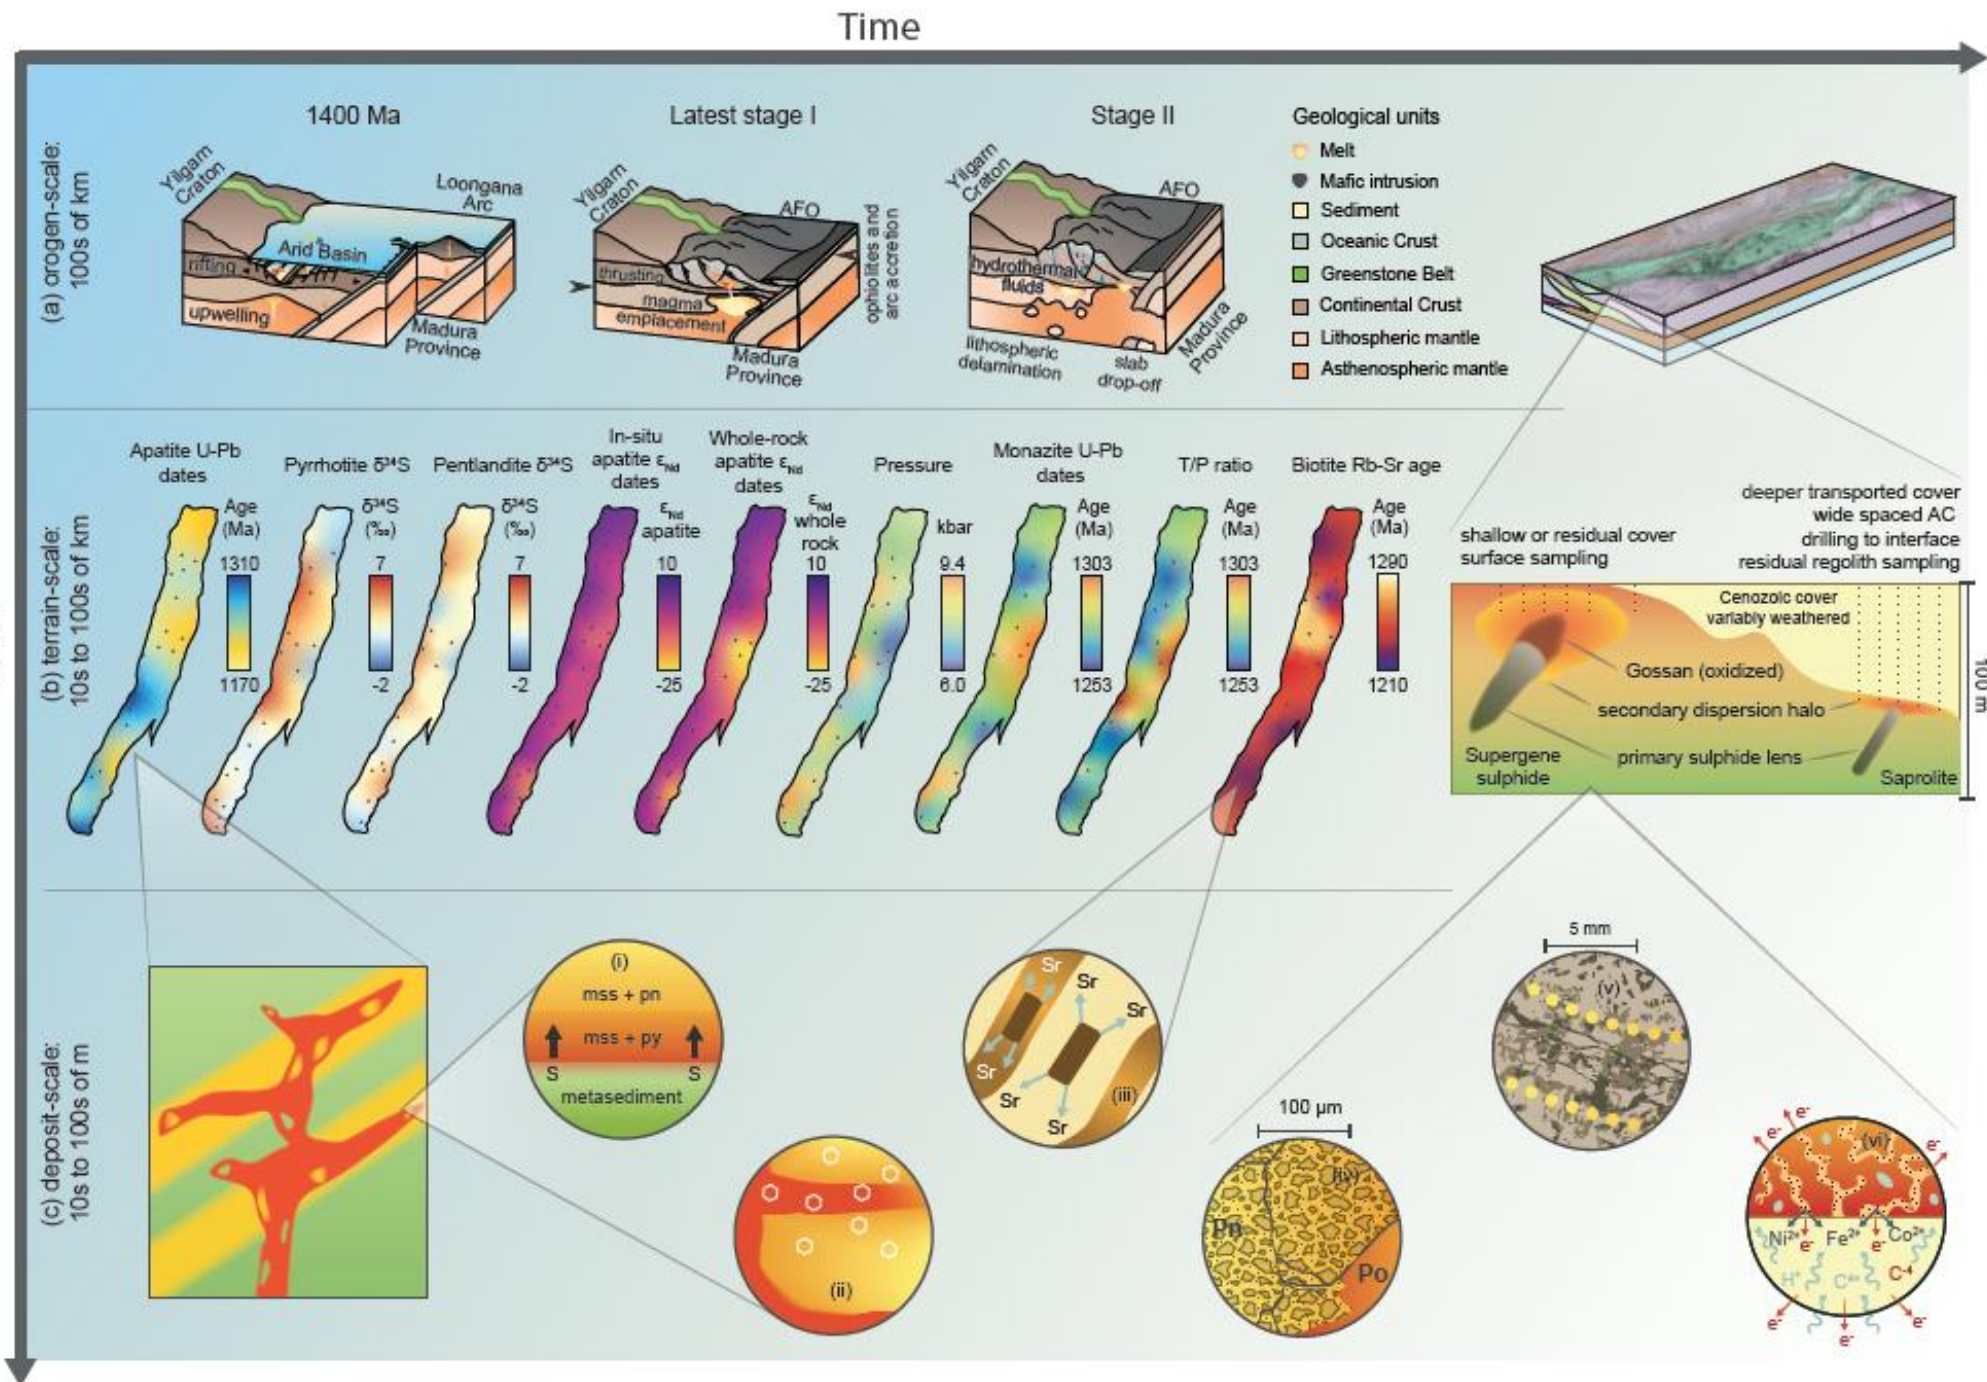 Time
(a) orogen-scale:
100s of km
1400 Ma
Yilgarn
Craton
Loongana
Arc
Arid Basin
rifting
upwelling
Madura
Province
Latest stage I
Yilgarn
Craton
AFO
thrusting
magma
emplacement
Madura
Province
ophiolites and
arc accretion
Stage II
Yilgarn
Craton
AFO
hydrothermal
fluids
lithospheric
delamination
slab
drop-off
Madura
Province
Geological units
Melt
Mafic intrusion
Sediment
Oceanic Crust
Greenstone Belt
Continental Crust
Lithospheric mantle
Asthenospheric mantle
(b) terrain-scale:
10s to 100s of km
Apatite U-Pb
dates
Age
(Ma)
1310
1170
Pyrrhotite δ³⁴S
δ³⁴S
(‰)
7
-2
Pentlandite δ³⁴S
δ³⁴S
(‰)
7
-2
In-situ
apatite εNd
dates
εNd
apatite
10
-25
Whole-rock
apatite εNd
dates
εNd
whole
rock
10
-25
Pressure
kbar
9.4
6.0
Monazite U-Pb
dates
Age
(Ma)
1303
1253
T/P ratio
Age
(Ma)
1303
1253
Biotite Rb-Sr age
Age
(Ma)
1290
1210
shallow or residual cover
surface sampling
deeper transported cover
wide spaced AC
drilling to interface
residual regolith sampling
Cenozoic cover
variably weathered
Gossan (oxidized)
secondary dispersion halo
primary sulphide lens
Supergene
sulphide
Saprolite
100 m
(c) deposit-scale:
10s to 100s of m
(i)
mss + pn
mss + py
S S
metasediment
(ii)
Sr
Sr
Sr
Sr
Sr
Sr
(iii)
100 µm
(iv)
Pn
Po
5 mm
(v)
(vi)
e- e- e- e-
Ni²⁺ e- Fe²⁺ e- Co²⁺
H⁺ C⁴⁺ C⁻⁴
e- e- e-